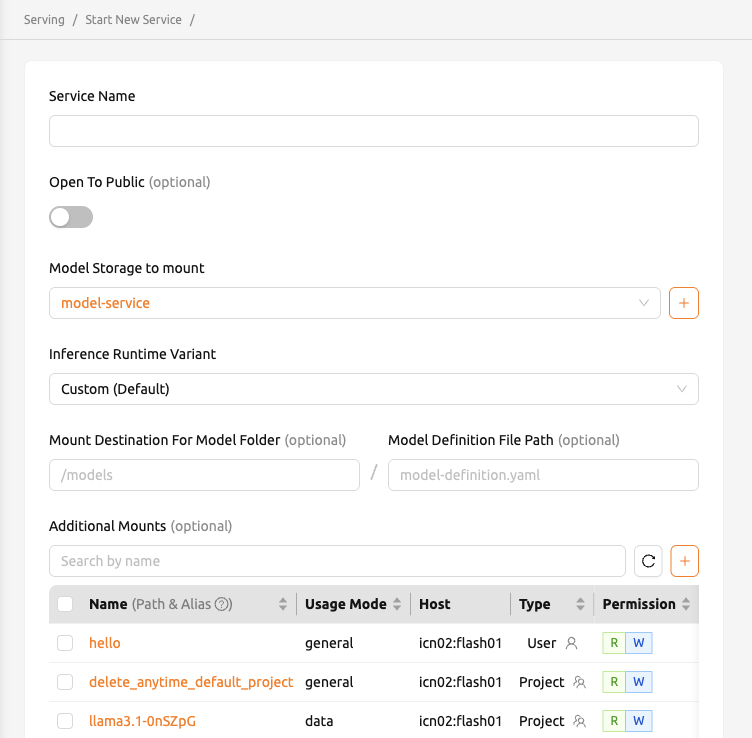 Serving / Start New Service /
Service Name
Open To Public (optional)
Model Storage to mount
model-service
+
Inference Runtime Variant
Custom (Default)
Mount Destination For Model Folder (optional) Model Definition File Path (optional)
/models / model-definition.yaml
Additional Mounts (optional)
Search by name
+
Name (Path & Alias ?) Usage Mode Host Type Permission
hello general icn02:flash01 User R W
delete_anytime_default_project general icn02:flash01 Project R W
llama3.1-0nSZpG data icn02:flash01 Project R W